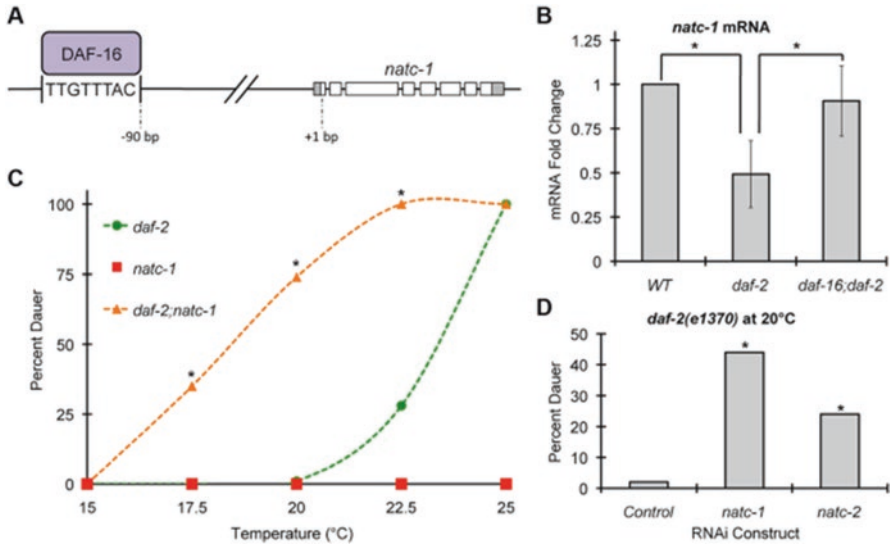 A
DAF-16
TTGTTTAC
natc-1
-90 bp
+1 bp
B
natc-1 mRNA
*
*
mRNA Fold Change
1.25
1
0.75
0.5
0.25
0
WT
daf-2
daf-16;daf-2
C
Percent Dauer
100
75
50
25
0
daf-2
natc-1
daf-2;natc-1
*
*
*
15
17.5
20
22.5
25
Temperature (°C)
D
daf-2(e1370) at 20°C
Percent Dauer
50
40
30
20
10
0
*
*
Control
natc-1
natc-2
RNAi Construct